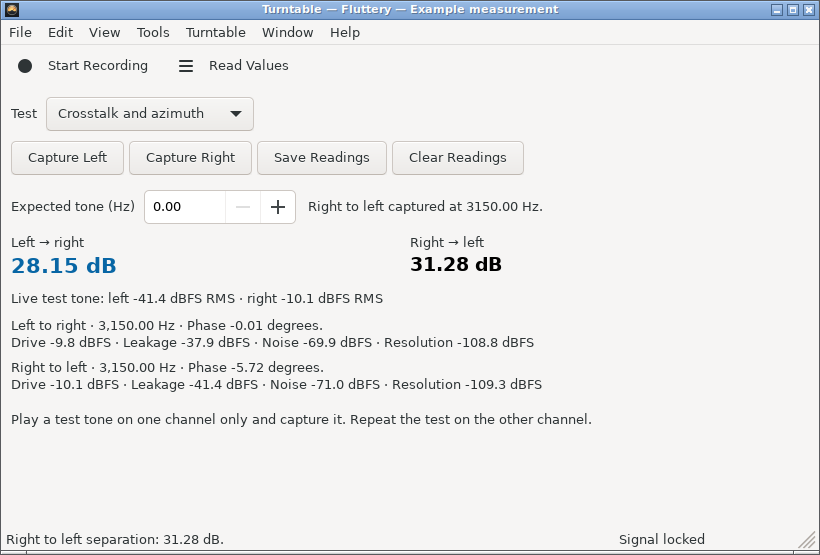 Turntable — Fluttery — Example measurement
File Edit View Tools Turntable Window Help
Start Recording Read Values
Test Crosstalk and azimuth
Capture Left Capture Right Save Readings Clear Readings
Expected tone (Hz) 0.00 Right to left captured at 3150.00 Hz.
Left → right Right → left
28.15 dB 31.28 dB
Live test tone: left -41.4 dBFS RMS · right -10.1 dBFS RMS
Left to right · 3,150.00 Hz · Phase -0.01 degrees.
Drive -9.8 dBFS · Leakage -37.9 dBFS · Noise -69.9 dBFS · Resolution -108.8 dBFS
Right to left · 3,150.00 Hz · Phase -5.72 degrees.
Drive -10.1 dBFS · Leakage -41.4 dBFS · Noise -71.0 dBFS · Resolution -109.3 dBFS
Play a test tone on one channel only and capture it. Repeat the test on the other channel.
Right to left separation: 31.28 dB. Signal locked